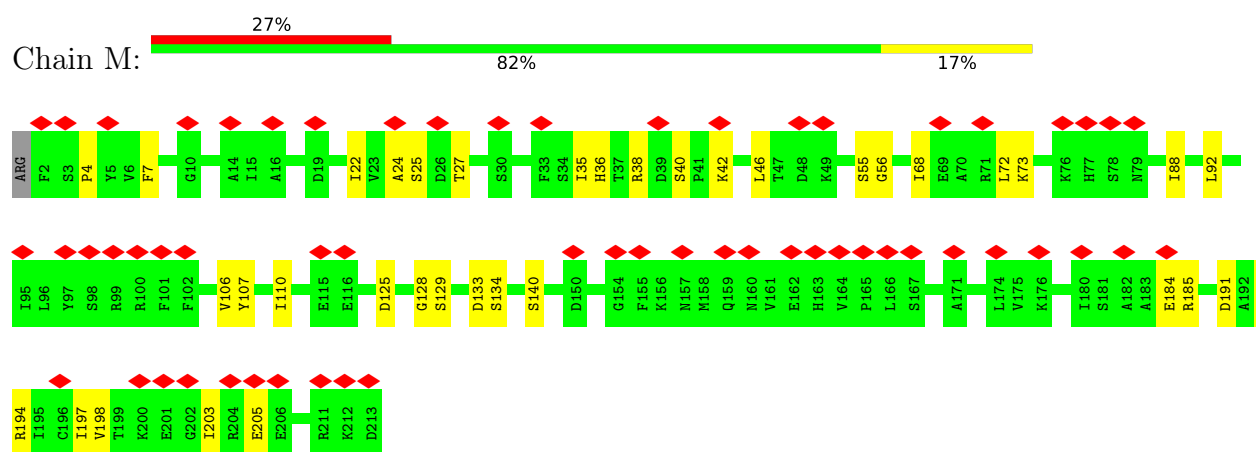 27%
Chain M:
82% 17%
ARG F2 S3 P4 Y5 V6 F7 G10 A14 I15 A16 D19 I22 V23 A24 S25 D26 T27 S30 F33 S34 I35 H36 T37 R38 D39 S40 P41 K42 L46 T47 D48 K49 S55 G56 I68 E69 A70 R71 L72 K73 K76 H77 S78 N79 I88 L92
I95 L96 Y97 S98 R99 R100 F101 F102 V106 Y107 I110 E115 E116 D125 G128 S129 D133 S134 S140 D150 G154 F155 K156 N157 M158 Q159 N160 V161 E162 H163 V164 P165 L166 S167 A171 L174 V175 K176 I180 S181 A182 A183 E184 R185 D191 A192
R194 I195 C196 I197 V198 T199 K200 E201 G202 I203 R204 E205 E206 R211 K212 D213